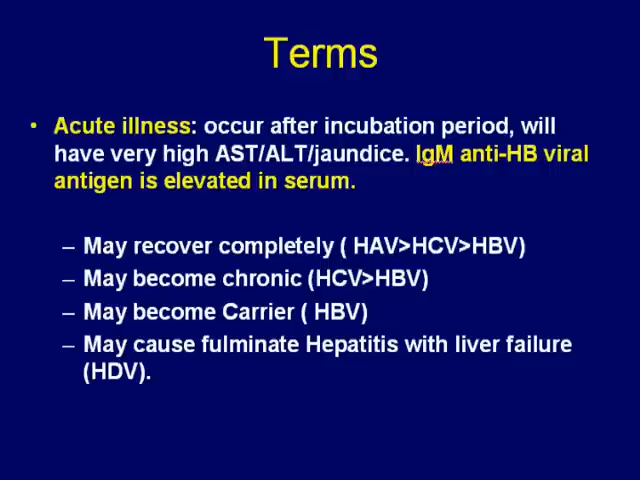 Terms
• Acute illness: occur after incubation period, will
have very high AST/ALT/jaundice. IgM anti-HB viral
antigen is elevated in serum.
– May recover completely ( HAV>HCV>HBV)
– May become chronic (HCV>HBV)
– May become Carrier ( HBV)
– May cause fulminate Hepatitis with liver failure
(HDV).